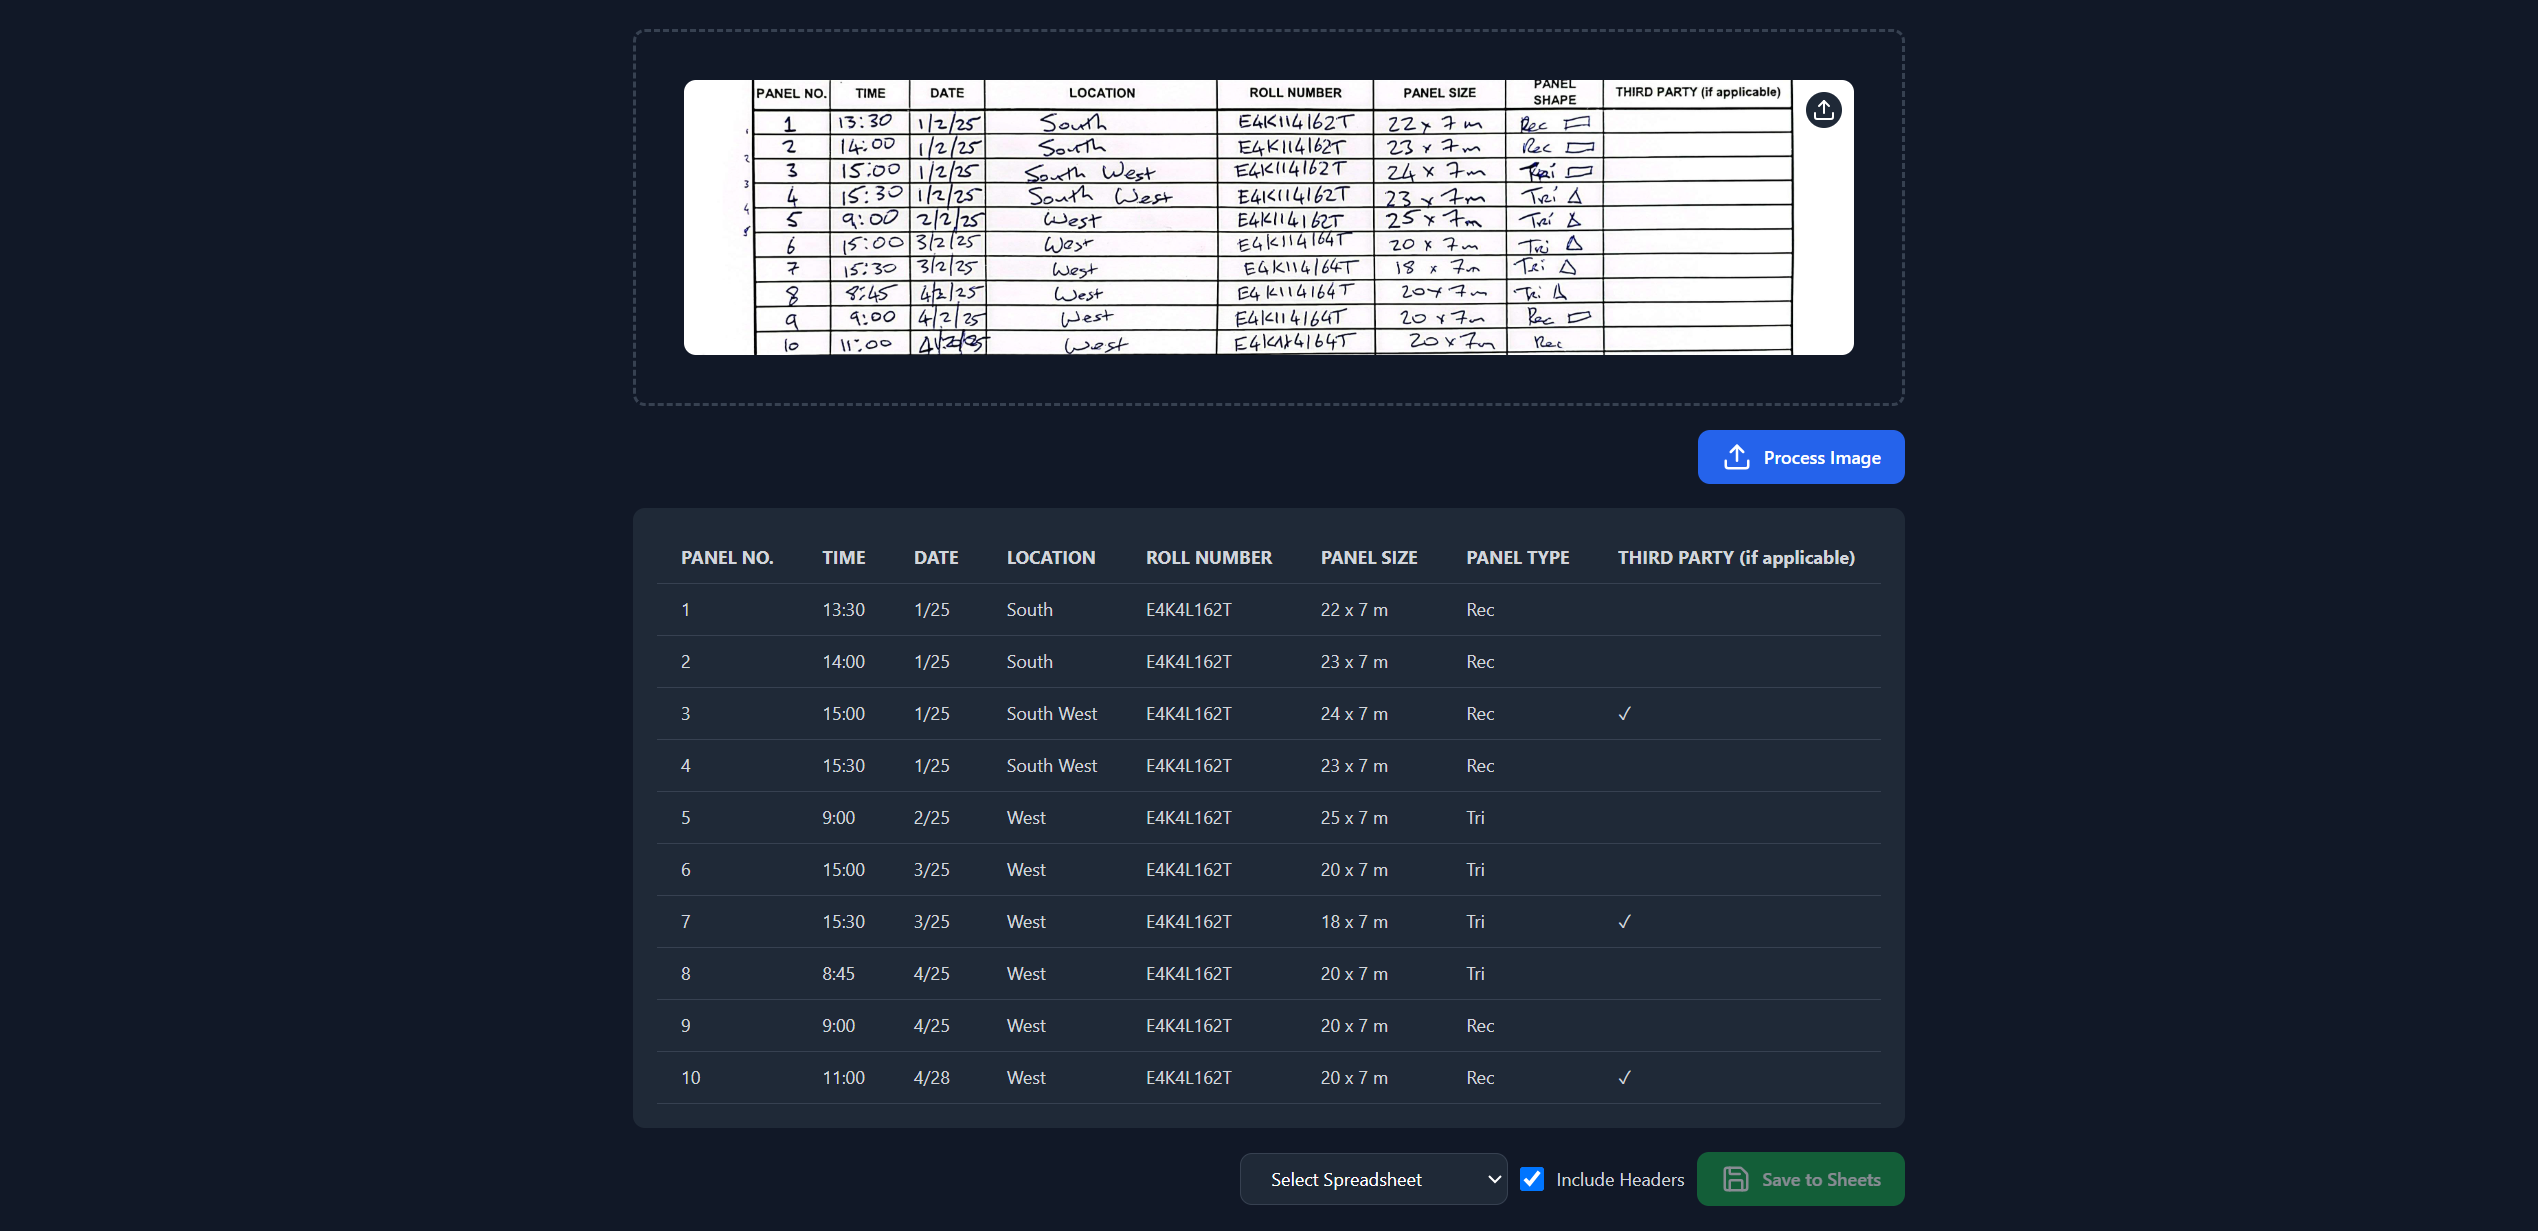 PANEL NO. TIME DATE LOCATION ROLL NUMBER PANEL SIZE PANEL SHAPE THIRD PARTY (if applicable)
1 13:30 1/2/25 South E4K114162T 22 x 7 m Rec
2 14:00 1/2/25 South E4K114162T 23 x 7m Rec
3 15:00 1/2/25 South West E4K114162T 24 x 7m Tri
4 15:30 1/2/25 South West E4K114162T 23 x 7m Tri
5 9:00 2/2/25 West E4K114162T 25 x 7m Tri
6 15:00 3/2/25 West E4K114164T 20 x 7m Tri
7 15:30 3/2/25 West E4K114164T 18 x 7m Tri
8 8:45 4/2/25 West E4K114164T 20 x 7m Tri
9 9:00 4/2/25 West E4K114164T 20 x 7m Rec
10 11:00 West E4K114164T 20 x 7m Rec
Process Image
PANEL NO. TIME DATE LOCATION ROLL NUMBER PANEL SIZE PANEL TYPE THIRD PARTY (if applicable)
1 13:30 1/25 South E4K4L162T 22 x 7 m Rec
2 14:00 1/25 South E4K4L162T 23 x 7 m Rec
3 15:00 1/25 South West E4K4L162T 24 x 7 m Rec ✓
4 15:30 1/25 South West E4K4L162T 23 x 7 m Rec
5 9:00 2/25 West E4K4L162T 25 x 7 m Tri
6 15:00 3/25 West E4K4L162T 20 x 7 m Tri
7 15:30 3/25 West E4K4L162T 18 x 7 m Tri ✓
8 8:45 4/25 West E4K4L162T 20 x 7 m Tri
9 9:00 4/25 West E4K4L162T 20 x 7 m Rec
10 11:00 4/28 West E4K4L162T 20 x 7 m Rec ✓
Select Spreadsheet Include Headers Save to Sheets